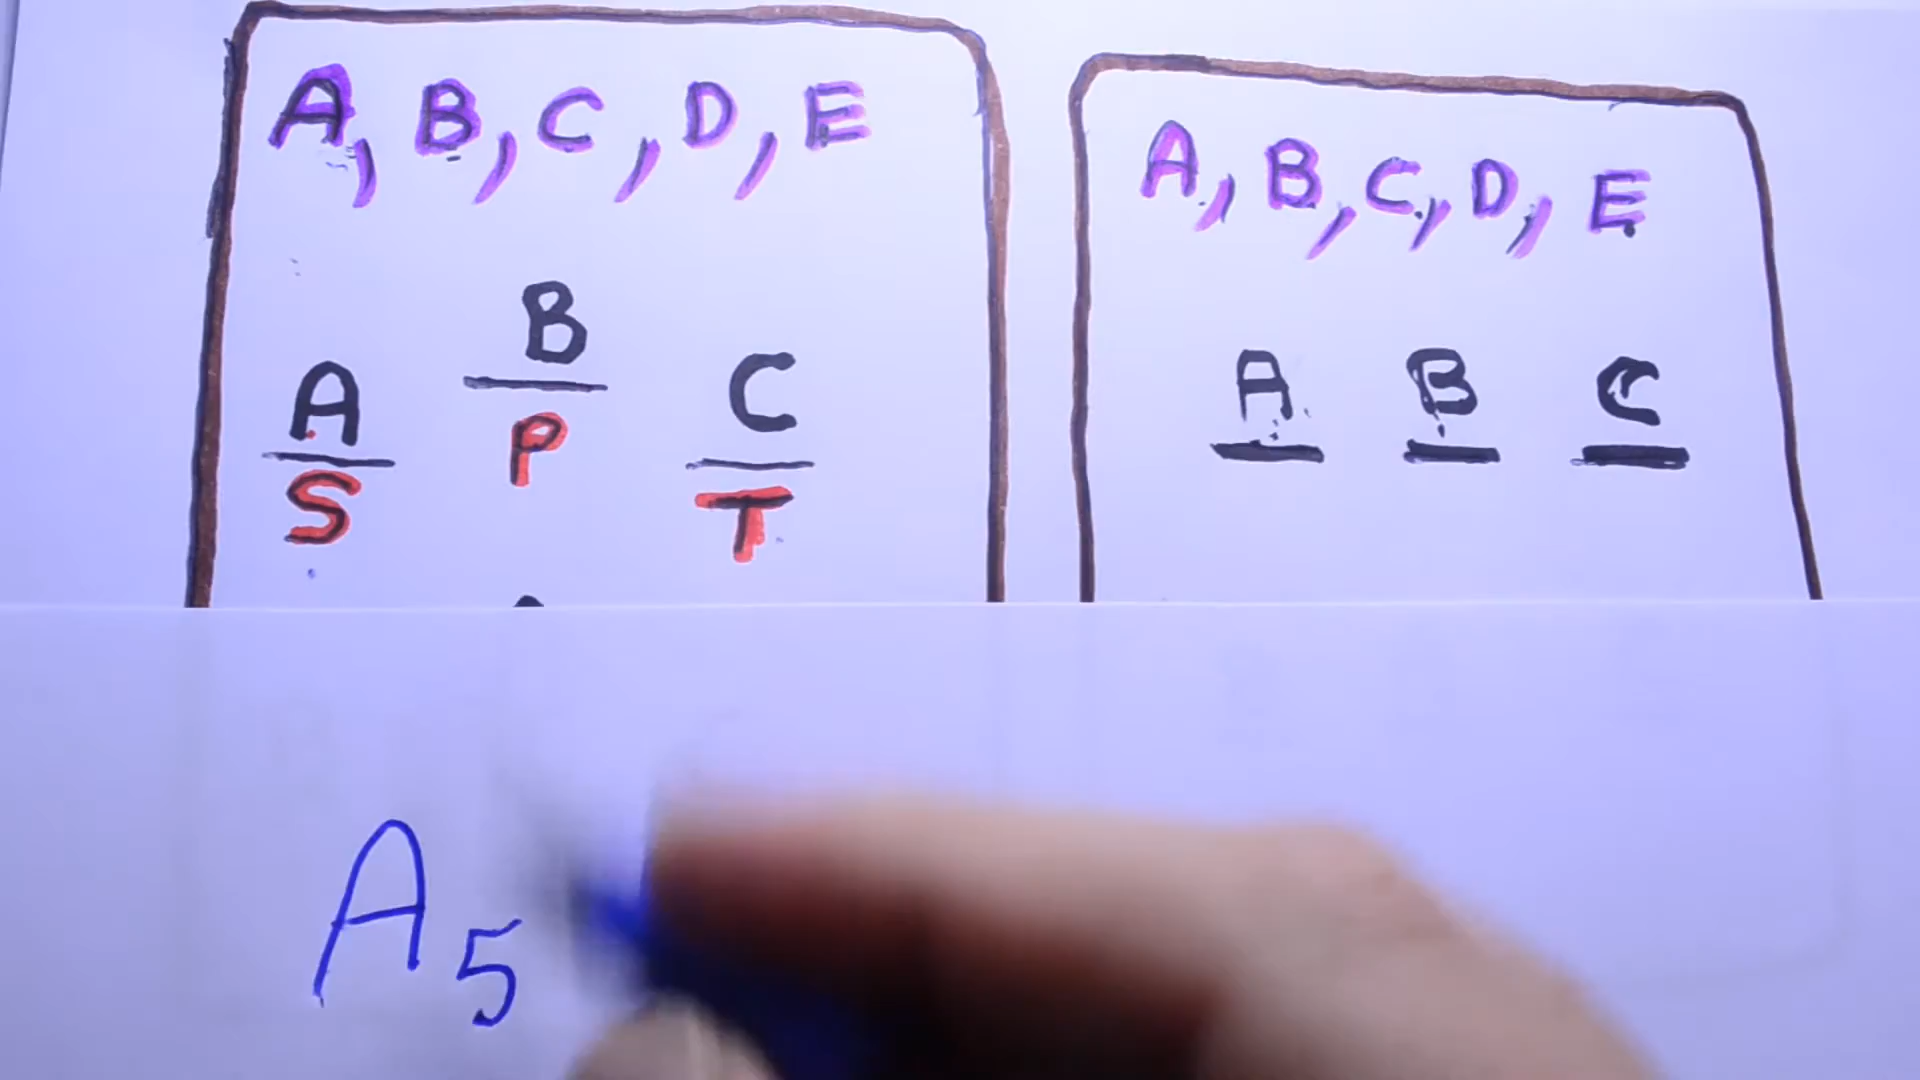 A, B, C, D, E
B
A C
P
S T
A, B, C, D, E
A B C
A5